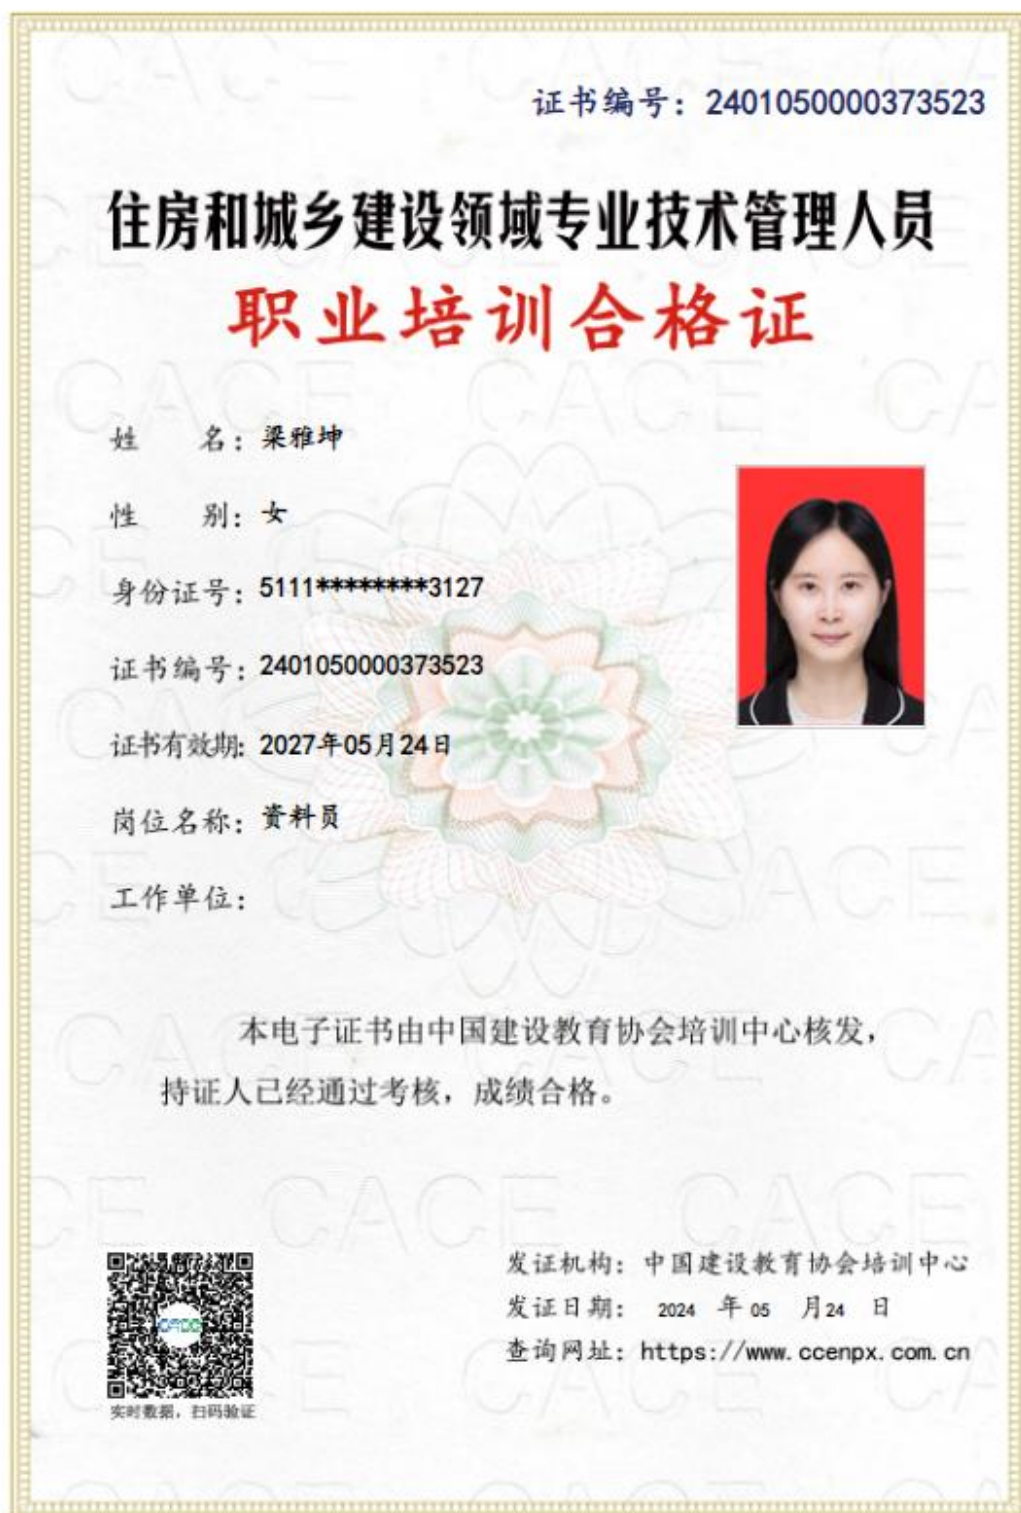 证书编号：2401050000373523
住房和城乡建设领域专业技术管理人员
职业培训合格证
姓 名：梁雅坤
性 别：女
身份证号：5111********3127
证书编号：2401050000373523
证书有效期：2027年05月24日
岗位名称：资料员
工作单位：
本电子证书由中国建设教育协会培训中心核发，
持证人已经通过考核，成绩合格。
发证机构：中国建设教育协会培训中心
发证日期： 2024 年 05 月24 日
查询网址：https://www.ccenpx.com.cn
CACE
实时数据，扫码验证